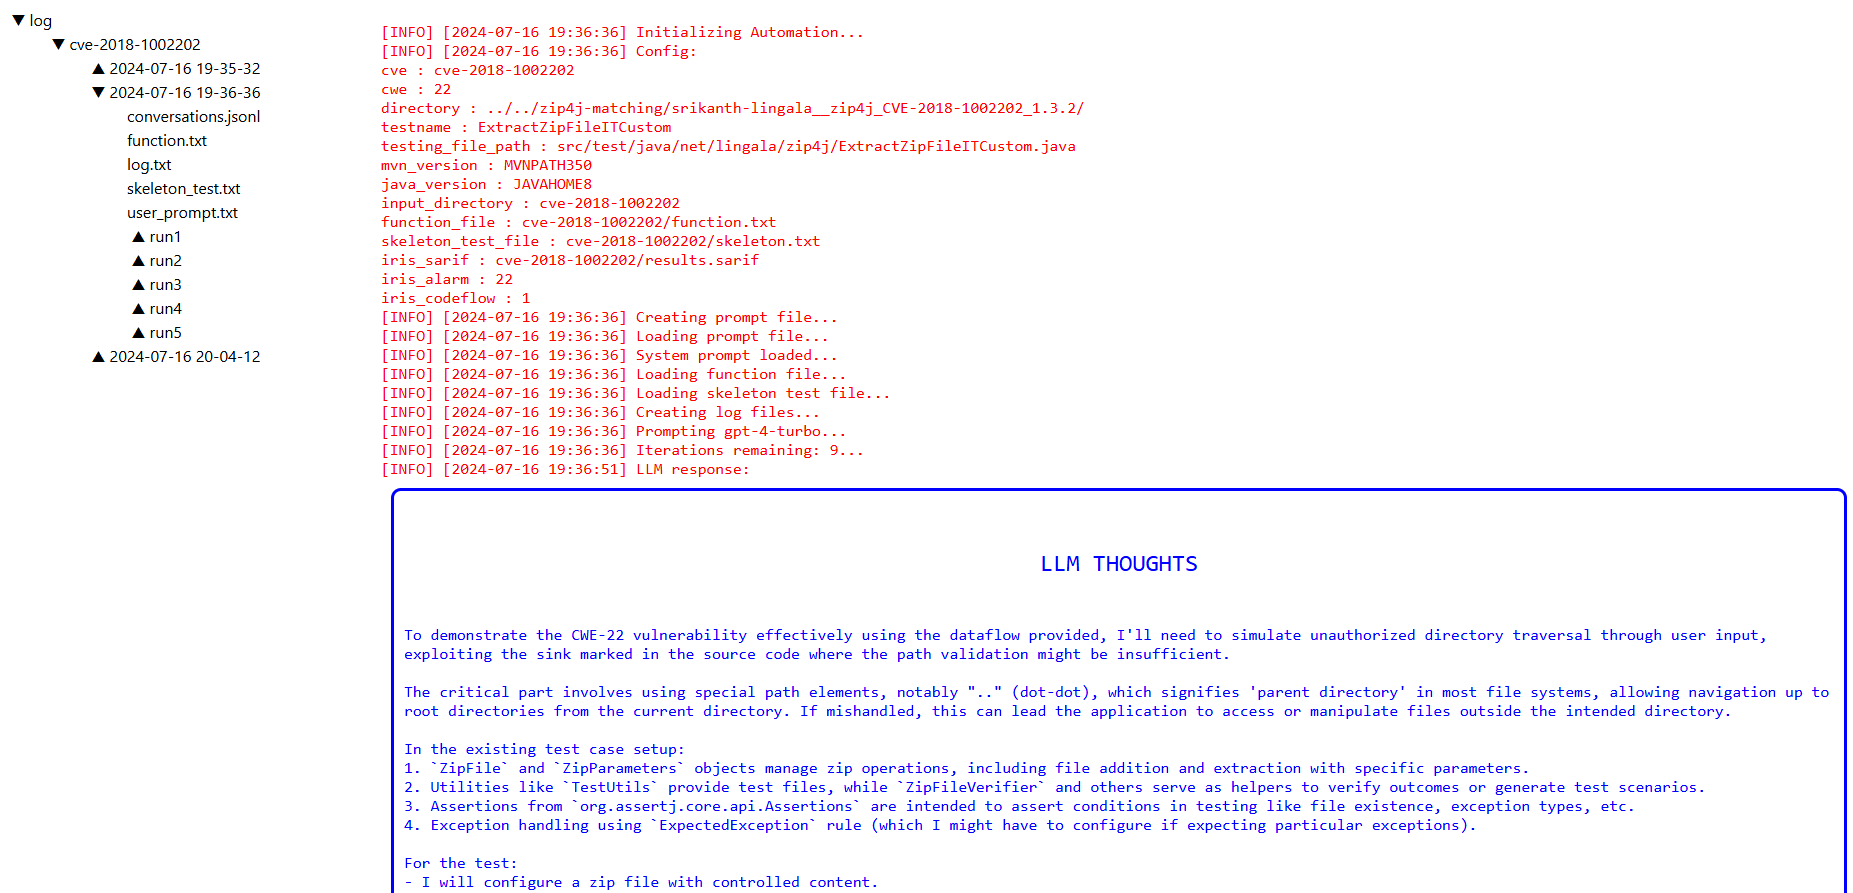 ▼ log
▼ cve-2018-1002202
▲ 2024-07-16 19-35-32
▼ 2024-07-16 19-36-36
conversations.jsonl
function.txt
log.txt
skeleton_test.txt
user_prompt.txt
▲ run1
▲ run2
▲ run3
▲ run4
▲ run5
▲ 2024-07-16 20-04-12
[INFO] [2024-07-16 19:36:36] Initializing Automation...
[INFO] [2024-07-16 19:36:36] Config:
cve : cve-2018-1002202
cwe : 22
directory : ../../zip4j-matching/srikanth-lingala__zip4j_CVE-2018-1002202_1.3.2/
testname : ExtractZipFileITCustom
testing_file_path : src/test/java/net/lingala/zip4j/ExtractZipFileITCustom.java
mvn_version : MVNPATH350
java_version : JAVAHOME8
input_directory : cve-2018-1002202
function_file : cve-2018-1002202/function.txt
skeleton_test_file : cve-2018-1002202/skeleton.txt
iris_sarif : cve-2018-1002202/results.sarif
iris_alarm : 22
iris_codeflow : 1
[INFO] [2024-07-16 19:36:36] Creating prompt file...
[INFO] [2024-07-16 19:36:36] Loading prompt file...
[INFO] [2024-07-16 19:36:36] System prompt loaded...
[INFO] [2024-07-16 19:36:36] Loading function file...
[INFO] [2024-07-16 19:36:36] Loading skeleton test file...
[INFO] [2024-07-16 19:36:36] Creating log files...
[INFO] [2024-07-16 19:36:36] Prompting gpt-4-turbo...
[INFO] [2024-07-16 19:36:36] Iterations remaining: 9...
[INFO] [2024-07-16 19:36:51] LLM response:
LLM THOUGHTS
To demonstrate the CWE-22 vulnerability effectively using the dataflow provided, I'll need to simulate unauthorized directory traversal through user input,
exploiting the sink marked in the source code where the path validation might be insufficient.
The critical part involves using special path elements, notably ".." (dot-dot), which signifies 'parent directory' in most file systems, allowing navigation up to
root directories from the current directory. If mishandled, this can lead the application to access or manipulate files outside the intended directory.
In the existing test case setup:
1. `ZipFile` and `ZipParameters` objects manage zip operations, including file addition and extraction with specific parameters.
2. Utilities like `TestUtils` provide test files, while `ZipFileVerifier` and others serve as helpers to verify outcomes or generate test scenarios.
3. Assertions from `org.assertj.core.api.Assertions` are intended to assert conditions in testing like file existence, exception types, etc.
4. Exception handling using `ExpectedException` rule (which I might have to configure if expecting particular exceptions).
For the test:
- I will configure a zip file with controlled content.